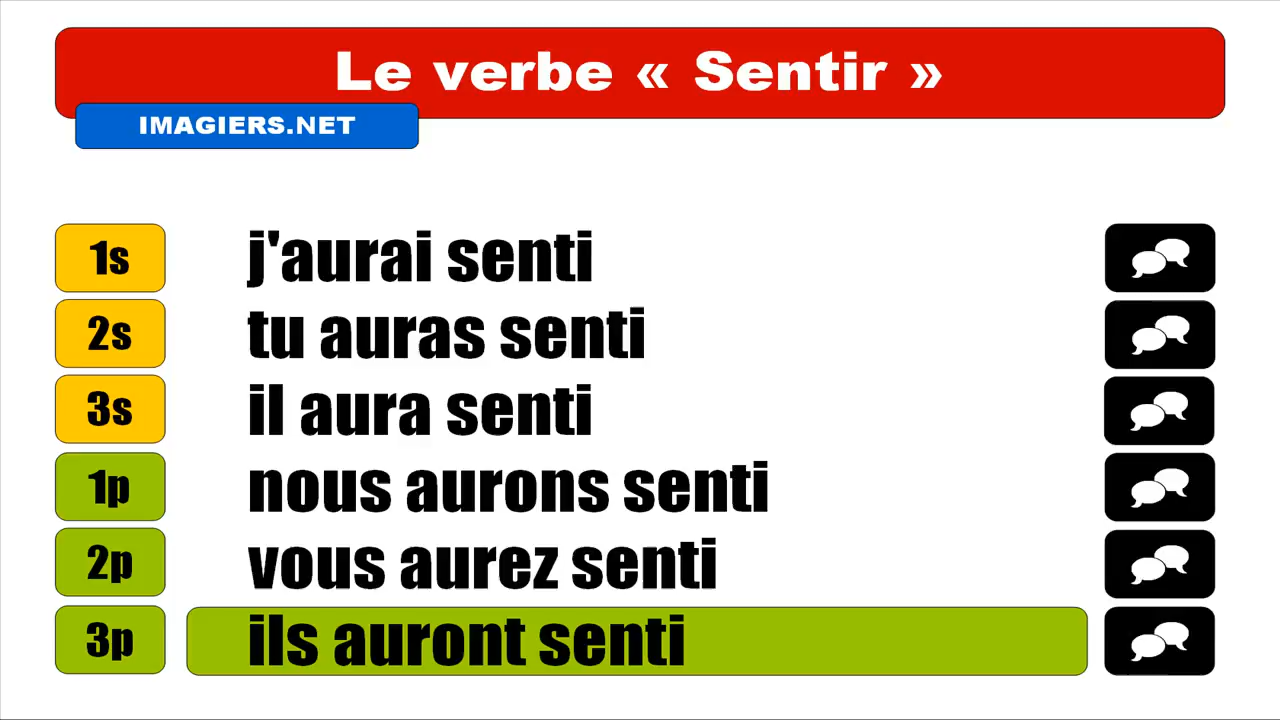 Le verbe « Sentir »
IMAGIERS.NET
1s j'aurai senti
2s tu auras senti
3s il aura senti
1p nous aurons senti
2p vous aurez senti
3p ils auront senti